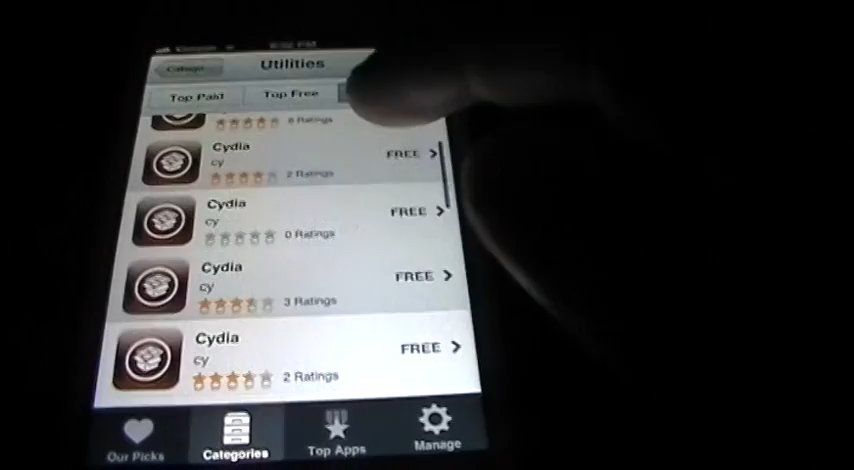 Utilities
Top Paid
Top Free
8 Ratings
Cydia
FREE
cy
2 Ratings
Cydia
FREE
cy
0 Ratings
Cydia
FREE
cy
3 Ratings
Cydia
FREE
cy
2 Ratings
Our Picks
Categories
Top Apps
Manage